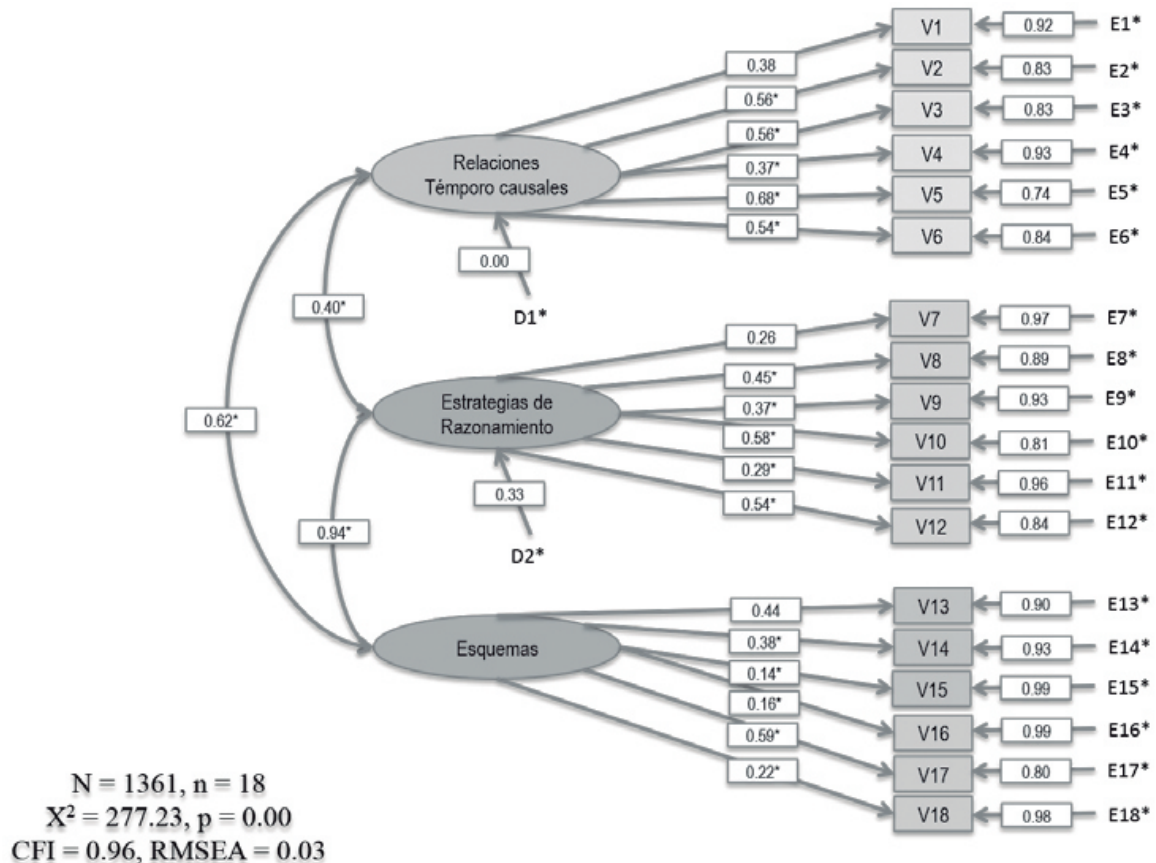 V1 0.92 E1*
0.38
V2 0.83 E2*
0.56*
V3 0.83 E3*
0.56*
V4 0.93 E4*
0.37*
V5 0.74 E5*
0.68*
V6 0.84 E6*
0.54*
Relaciones
Témporo causales
0.00
D1*
0.40*
V7 0.97 E7*
0.26
V8 0.89 E8*
0.45*
V9 0.93 E9*
0.37*
V10 0.81 E10*
0.58*
V11 0.96 E11*
0.29*
V12 0.84 E12*
0.54*
Estrategias de
Razonamiento
0.62*
0.33
D2*
0.94*
V13 0.90 E13*
0.44
V14 0.93 E14*
0.38*
V15 0.99 E15*
0.14*
V16 0.99 E16*
0.16*
V17 0.80 E17*
0.59*
V18 0.98 E18*
0.22*
Esquemas
N = 1361, n = 18
X² = 277.23, p = 0.00
CFI = 0.96, RMSEA = 0.03